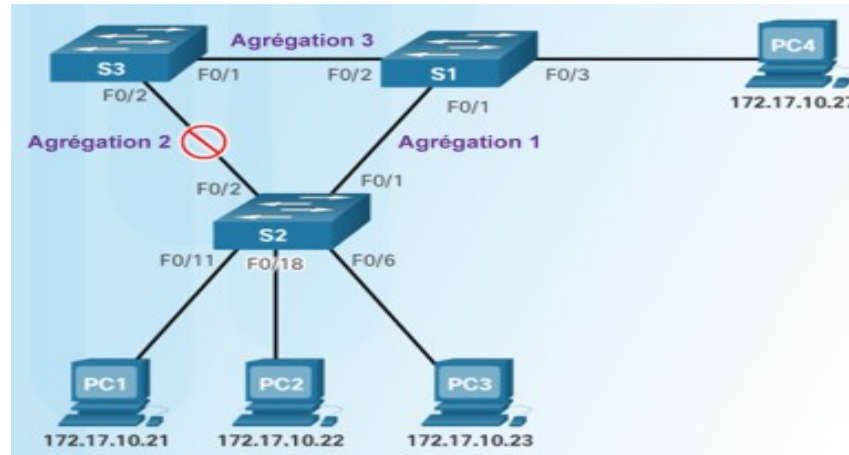 Agrégation 3
PC4
S3
F0/1
F0/2
S1
F0/3
F0/2
F0/1
172.17.10.27
Agrégation 2
Agrégation 1
F0/2
F0/1
S2
F0/11
F0/18
F0/6
PC1
PC2
PC3
172.17.10.21
172.17.10.22
172.17.10.23